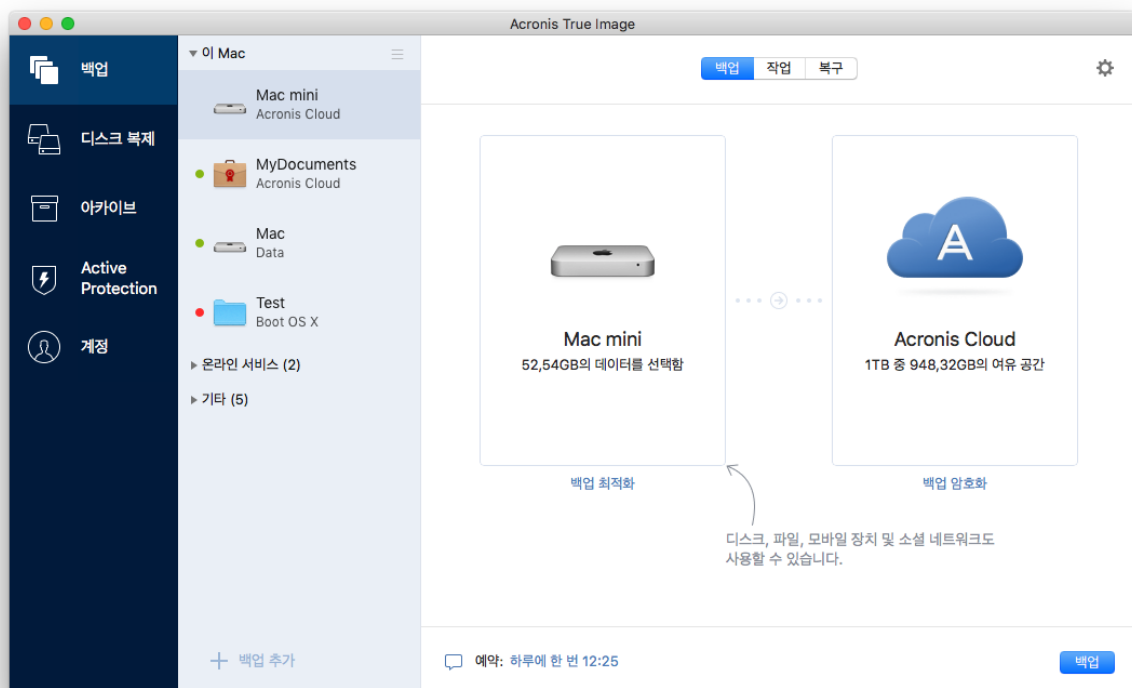 Acronis True Image
백업
디스크 복제
아카이브
Active
Protection
계정
이 Mac
Mac mini
Acronis Cloud
MyDocuments
Acronis Cloud
Mac
Data
Test
Boot OS X
온라인 서비스 (2)
기타 (5)
백업 추가
백업 작업 복구
Mac mini
52,54GB의 데이터를 선택함
백업 최적화
A
Acronis Cloud
1TB 중 948,32GB의 여유 공간
백업 암호화
디스크, 파일, 모바일 장치 및 소셜 네트워크도
사용할 수 있습니다.
예약: 하루에 한 번 12:25
백업